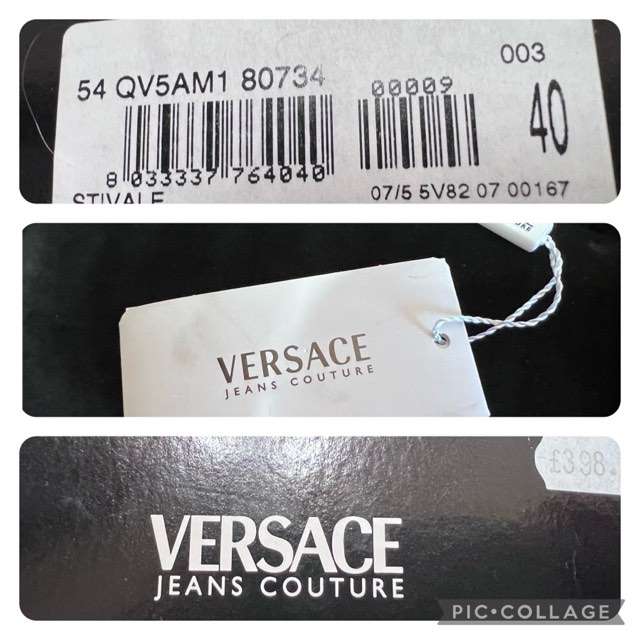 003
54 QV5AM1 80734
00009
40
8 033337 764040
STIVALE
07/5 5V82 07 00167
VERSACE
JEANS COUTURE
£398.
VERSACE
JEANS COUTURE
PIC•COLLAGE